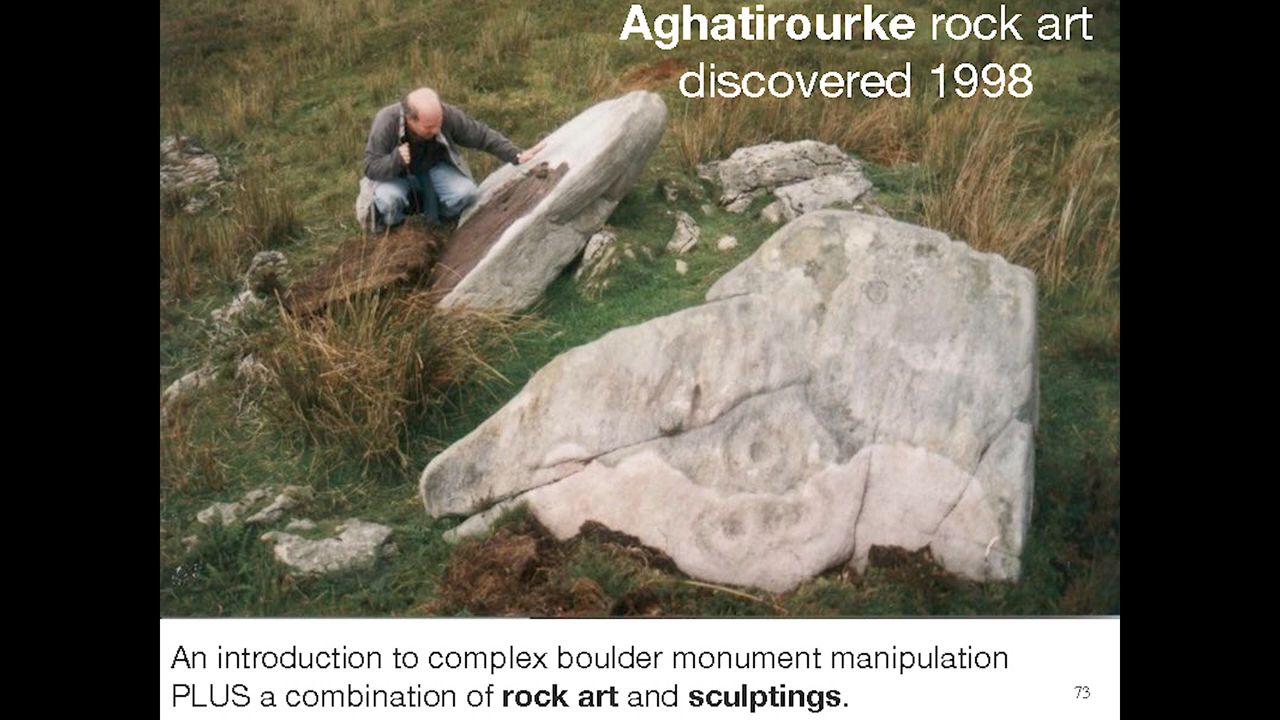 Aghatirourke rock art
discovered 1998
An introduction to complex boulder monument manipulation
PLUS a combination of rock art and sculptings.
73